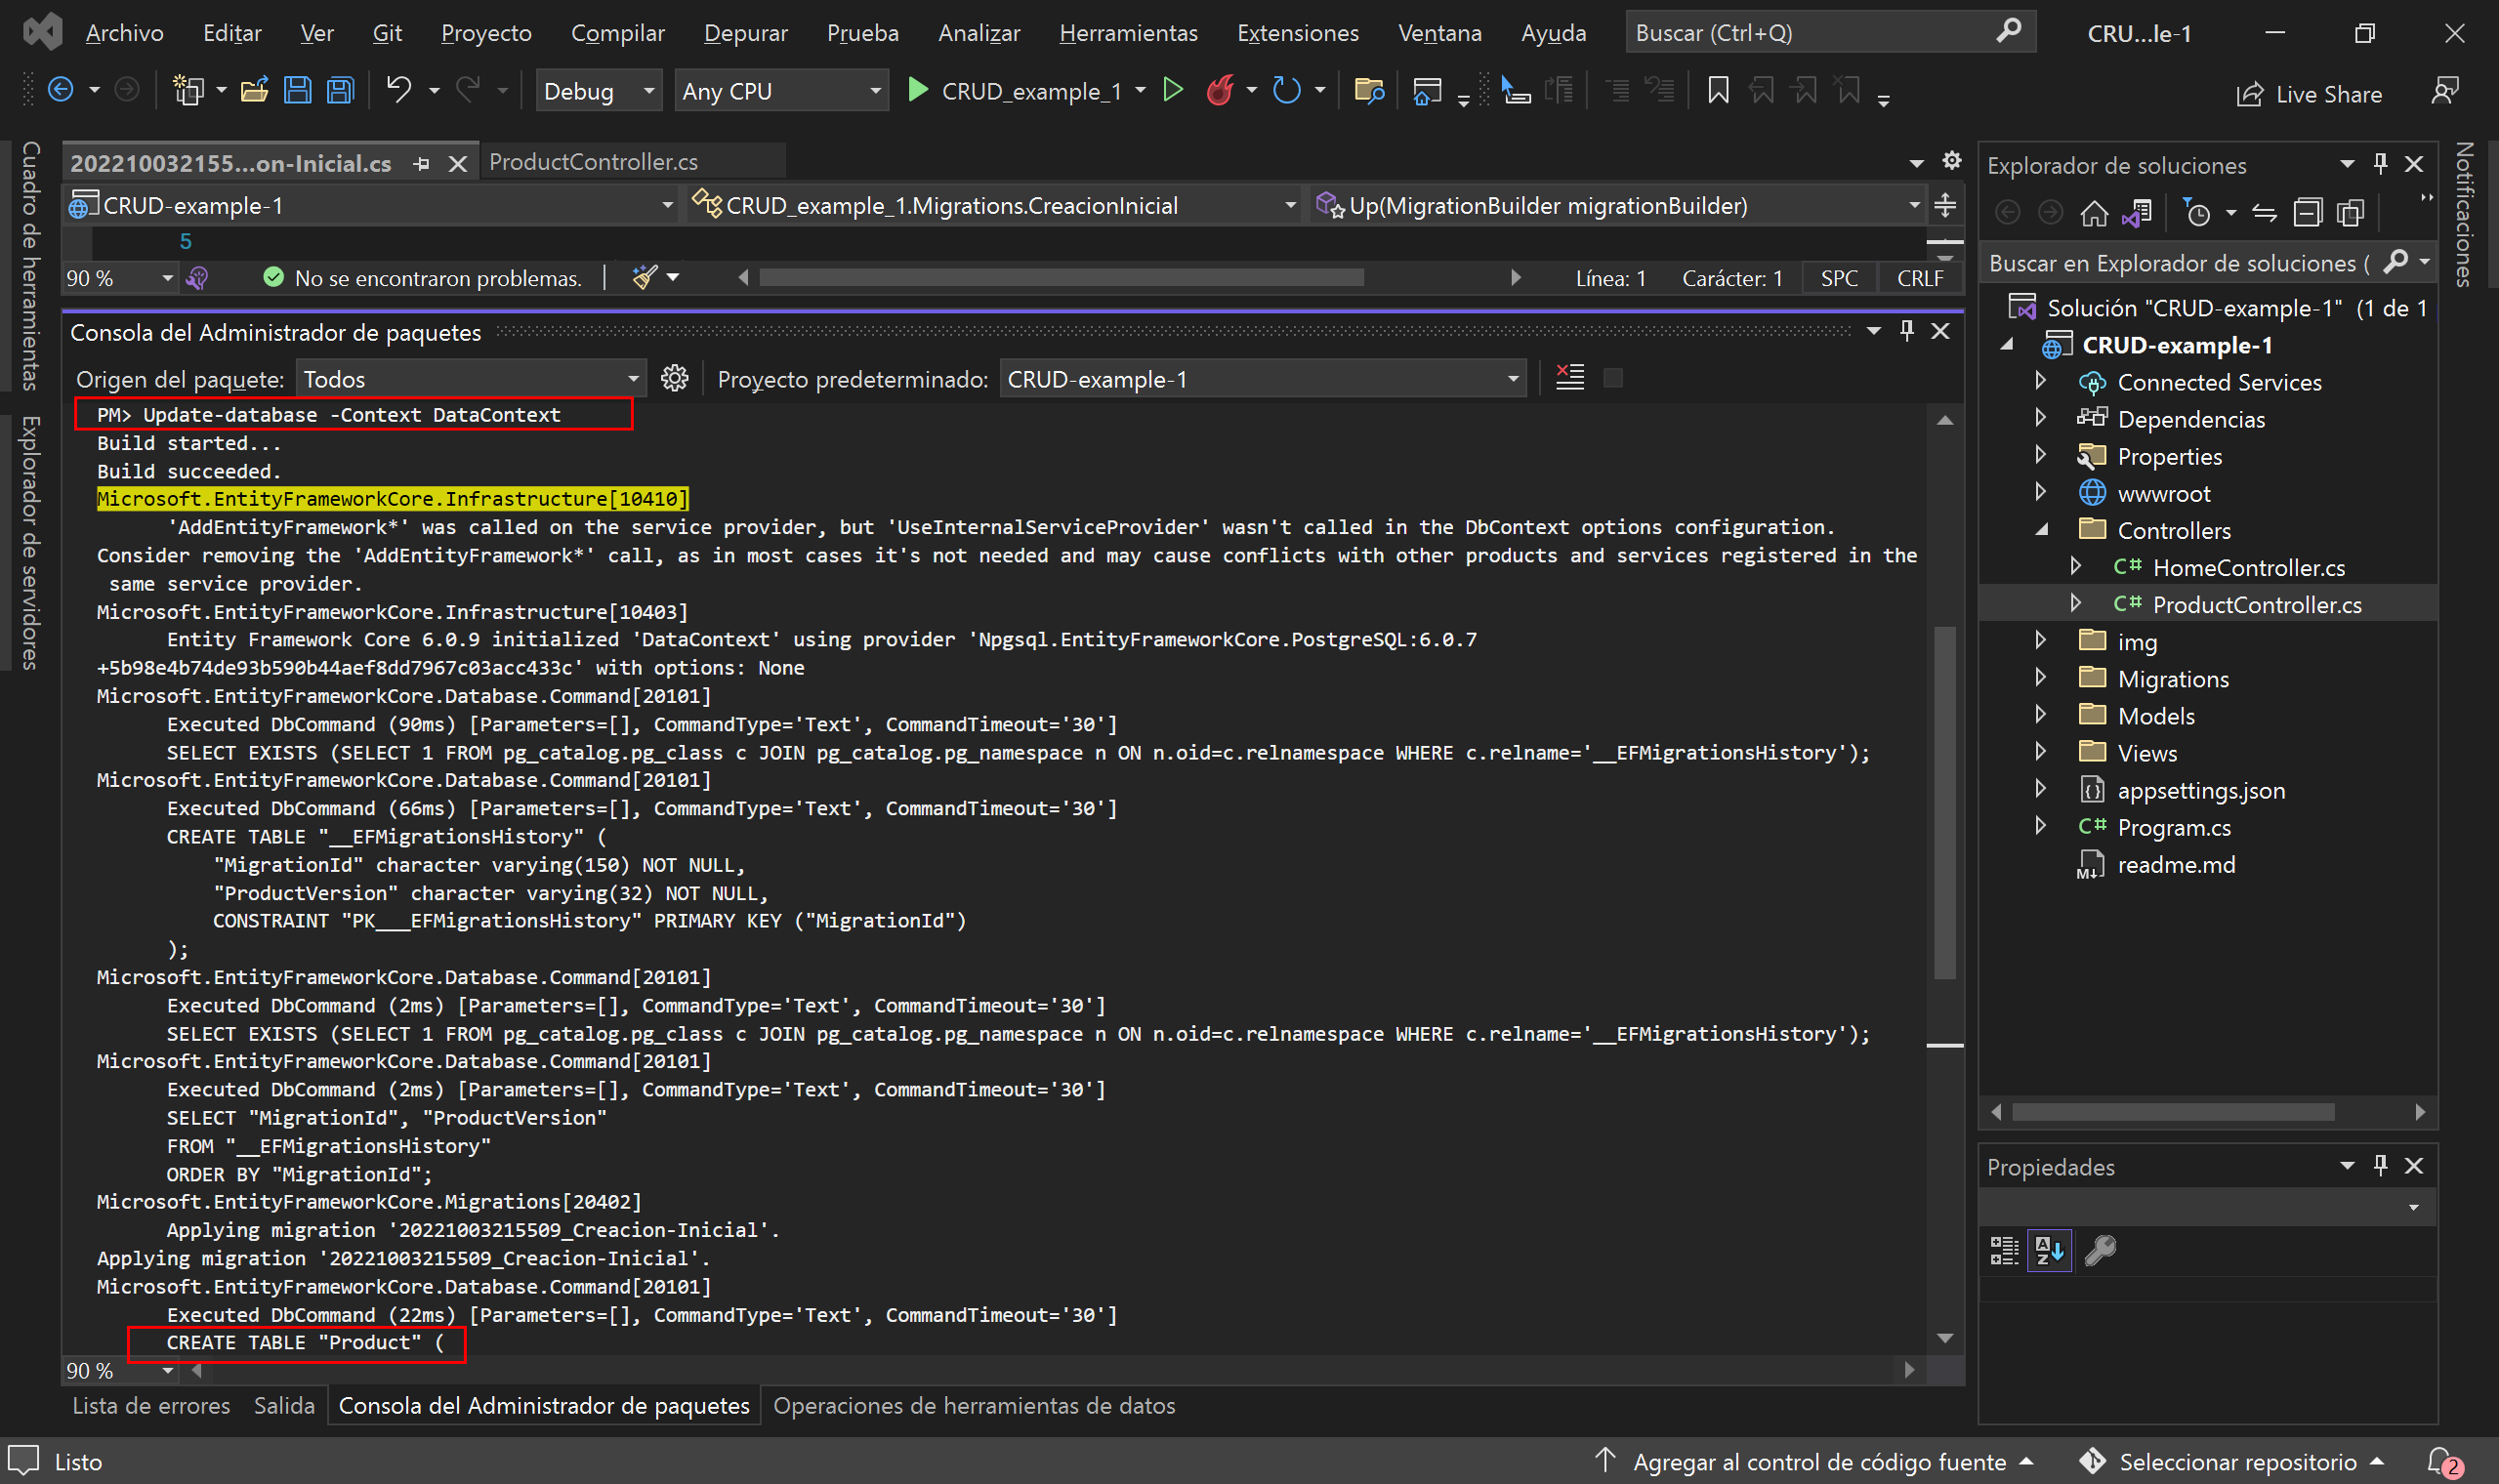 Archivo Editar Ver Git Proyecto Compilar Depurar Prueba Analizar Herramientas Extensiones Ventana Ayuda Buscar (Ctrl+Q) CRU...le-1
Debug Any CPU CRUD_example_1 Live Share
Cuadro de herramientas
Explorador de servidores
202210032155...on-Inicial.cs ProductController.cs
CRUD-example-1 CRUD_example_1.Migrations.CreacionInicial Up(MigrationBuilder migrationBuilder)
5
90 % No se encontraron problemas. Línea: 1 Carácter: 1 SPC CRLF
Consola del Administrador de paquetes
Origen del paquete: Todos Proyecto predeterminado: CRUD-example-1
PM> Update-database -Context DataContext
Build started...
Build succeeded.
Microsoft.EntityFrameworkCore.Infrastructure[10410]
'AddEntityFramework*' was called on the service provider, but 'UseInternalServiceProvider' wasn't called in the DbContext options configuration.
Consider removing the 'AddEntityFramework*' call, as in most cases it's not needed and may cause conflicts with other products and services registered in the
same service provider.
Microsoft.EntityFrameworkCore.Infrastructure[10403]
Entity Framework Core 6.0.9 initialized 'DataContext' using provider 'Npgsql.EntityFrameworkCore.PostgreSQL:6.0.7
+5b98e4b74de93b590b44aef8dd7967c03acc433c' with options: None
Microsoft.EntityFrameworkCore.Database.Command[20101]
Executed DbCommand (90ms) [Parameters=[], CommandType='Text', CommandTimeout='30']
SELECT EXISTS (SELECT 1 FROM pg_catalog.pg_class c JOIN pg_catalog.pg_namespace n ON n.oid=c.relnamespace WHERE c.relname='__EFMigrationsHistory');
Microsoft.EntityFrameworkCore.Database.Command[20101]
Executed DbCommand (66ms) [Parameters=[], CommandType='Text', CommandTimeout='30']
CREATE TABLE "__EFMigrationsHistory" (
"MigrationId" character varying(150) NOT NULL,
"ProductVersion" character varying(32) NOT NULL,
CONSTRAINT "PK___EFMigrationsHistory" PRIMARY KEY ("MigrationId")
);
Microsoft.EntityFrameworkCore.Database.Command[20101]
Executed DbCommand (2ms) [Parameters=[], CommandType='Text', CommandTimeout='30']
SELECT EXISTS (SELECT 1 FROM pg_catalog.pg_class c JOIN pg_catalog.pg_namespace n ON n.oid=c.relnamespace WHERE c.relname='__EFMigrationsHistory');
Microsoft.EntityFrameworkCore.Database.Command[20101]
Executed DbCommand (2ms) [Parameters=[], CommandType='Text', CommandTimeout='30']
SELECT "MigrationId", "ProductVersion"
FROM "__EFMigrationsHistory"
ORDER BY "MigrationId";
Microsoft.EntityFrameworkCore.Migrations[20402]
Applying migration '20221003215509_Creacion-Inicial'.
Applying migration '20221003215509_Creacion-Inicial'.
Microsoft.EntityFrameworkCore.Database.Command[20101]
Executed DbCommand (22ms) [Parameters=[], CommandType='Text', CommandTimeout='30']
CREATE TABLE "Product" (
90 %
Lista de errores Salida Consola del Administrador de paquetes Operaciones de herramientas de datos
Explorador de soluciones
Buscar en Explorador de soluciones (
Solución "CRUD-example-1" (1 de 1
CRUD-example-1
Connected Services
Dependencias
Properties
wwwroot
Controllers
C# HomeController.cs
C# ProductController.cs
img
Migrations
Models
Views
appsettings.json
C# Program.cs
readme.md
Propiedades
Notificaciones
Listo Agregar al control de código fuente Seleccionar repositorio 2